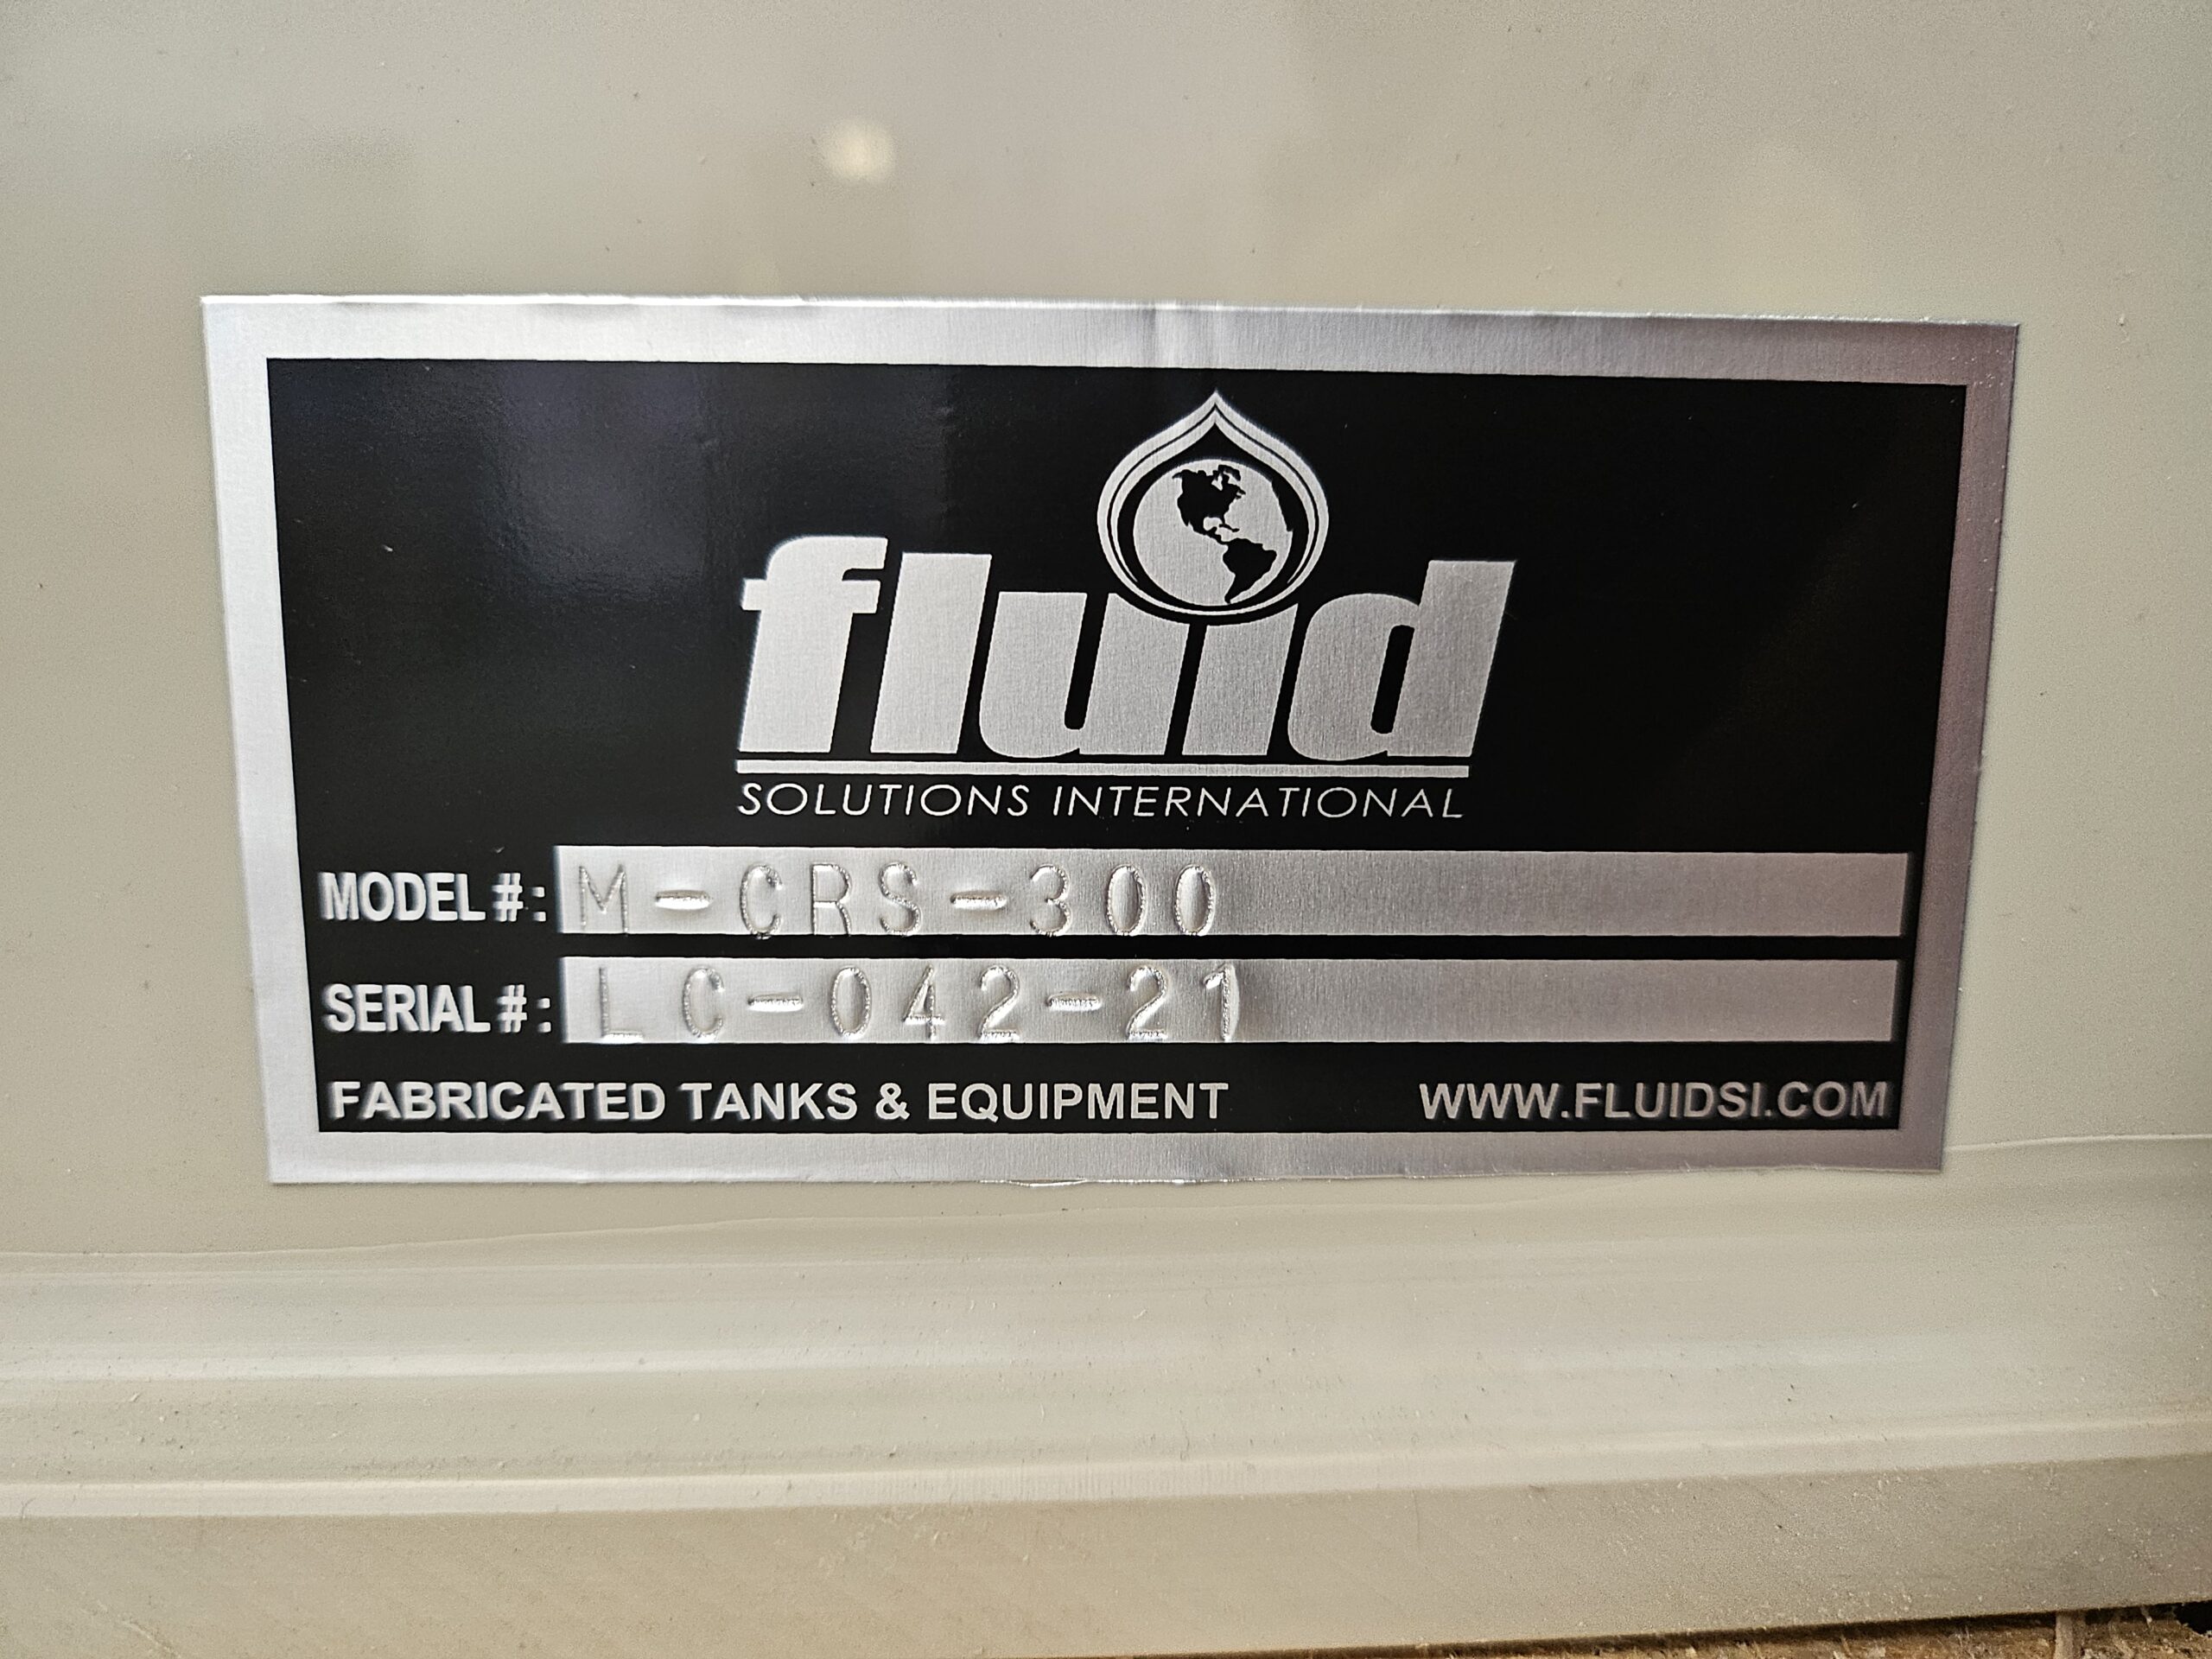 fluid
SOLUTIONS INTERNATIONAL
MODEL #: M-CRS-300
SERIAL #: LC-042-21
FABRICATED TANKS & EQUIPMENT WWW.FLUIDSI.COM